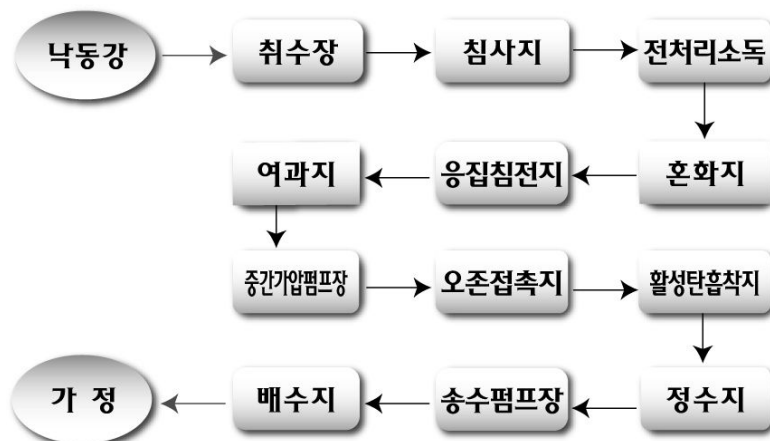 낙동강
취수장
침사지
전처리소독
혼화지
응집침전지
여과지
중간가압펌프장
오존접촉지
활성탄흡착지
정수지
송수펌프장
배수지
가 정